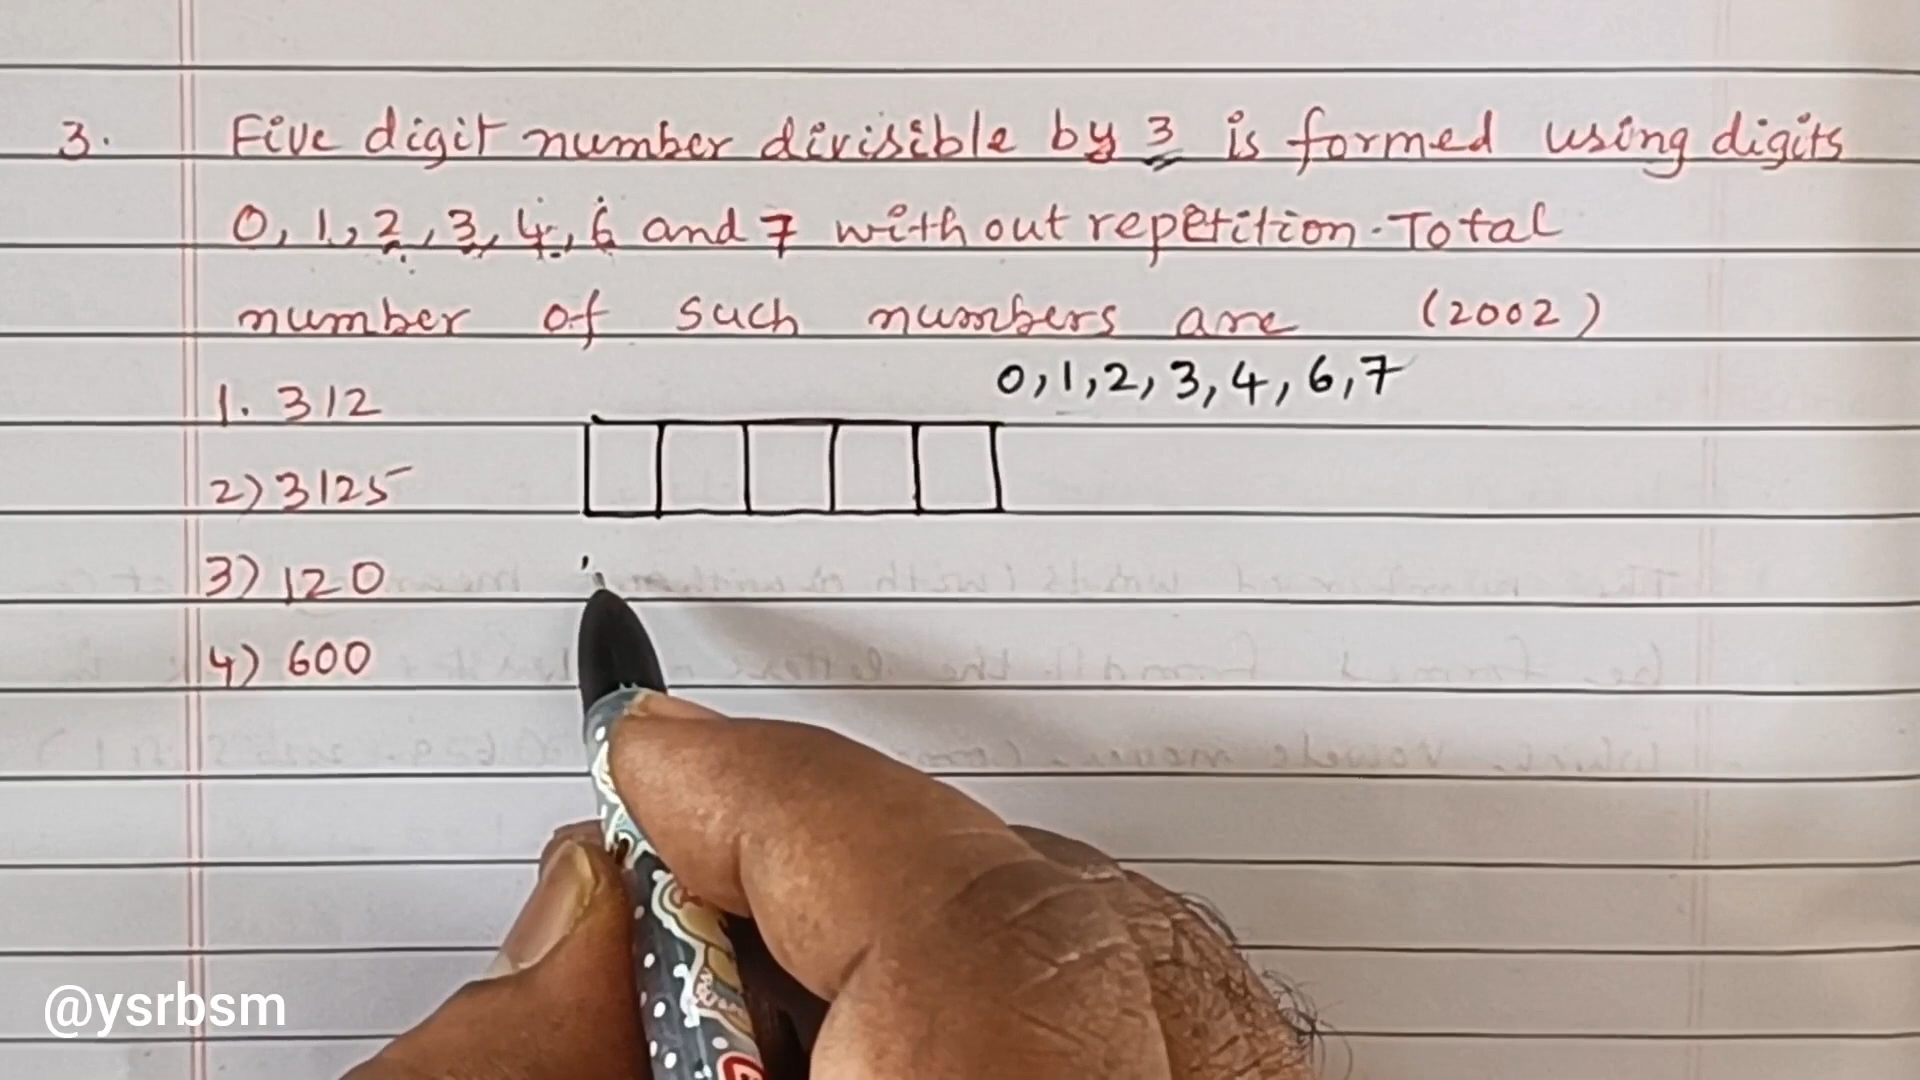 3. Five digit number divisible by 3 is formed using digits
0, 1, 2, 3, 4, 6 and 7 without repetition. Total
number of such numbers are (2002)
0, 1, 2, 3, 4, 6, 7
1. 312
2) 3125
3) 120
4) 600
@ysrbsm